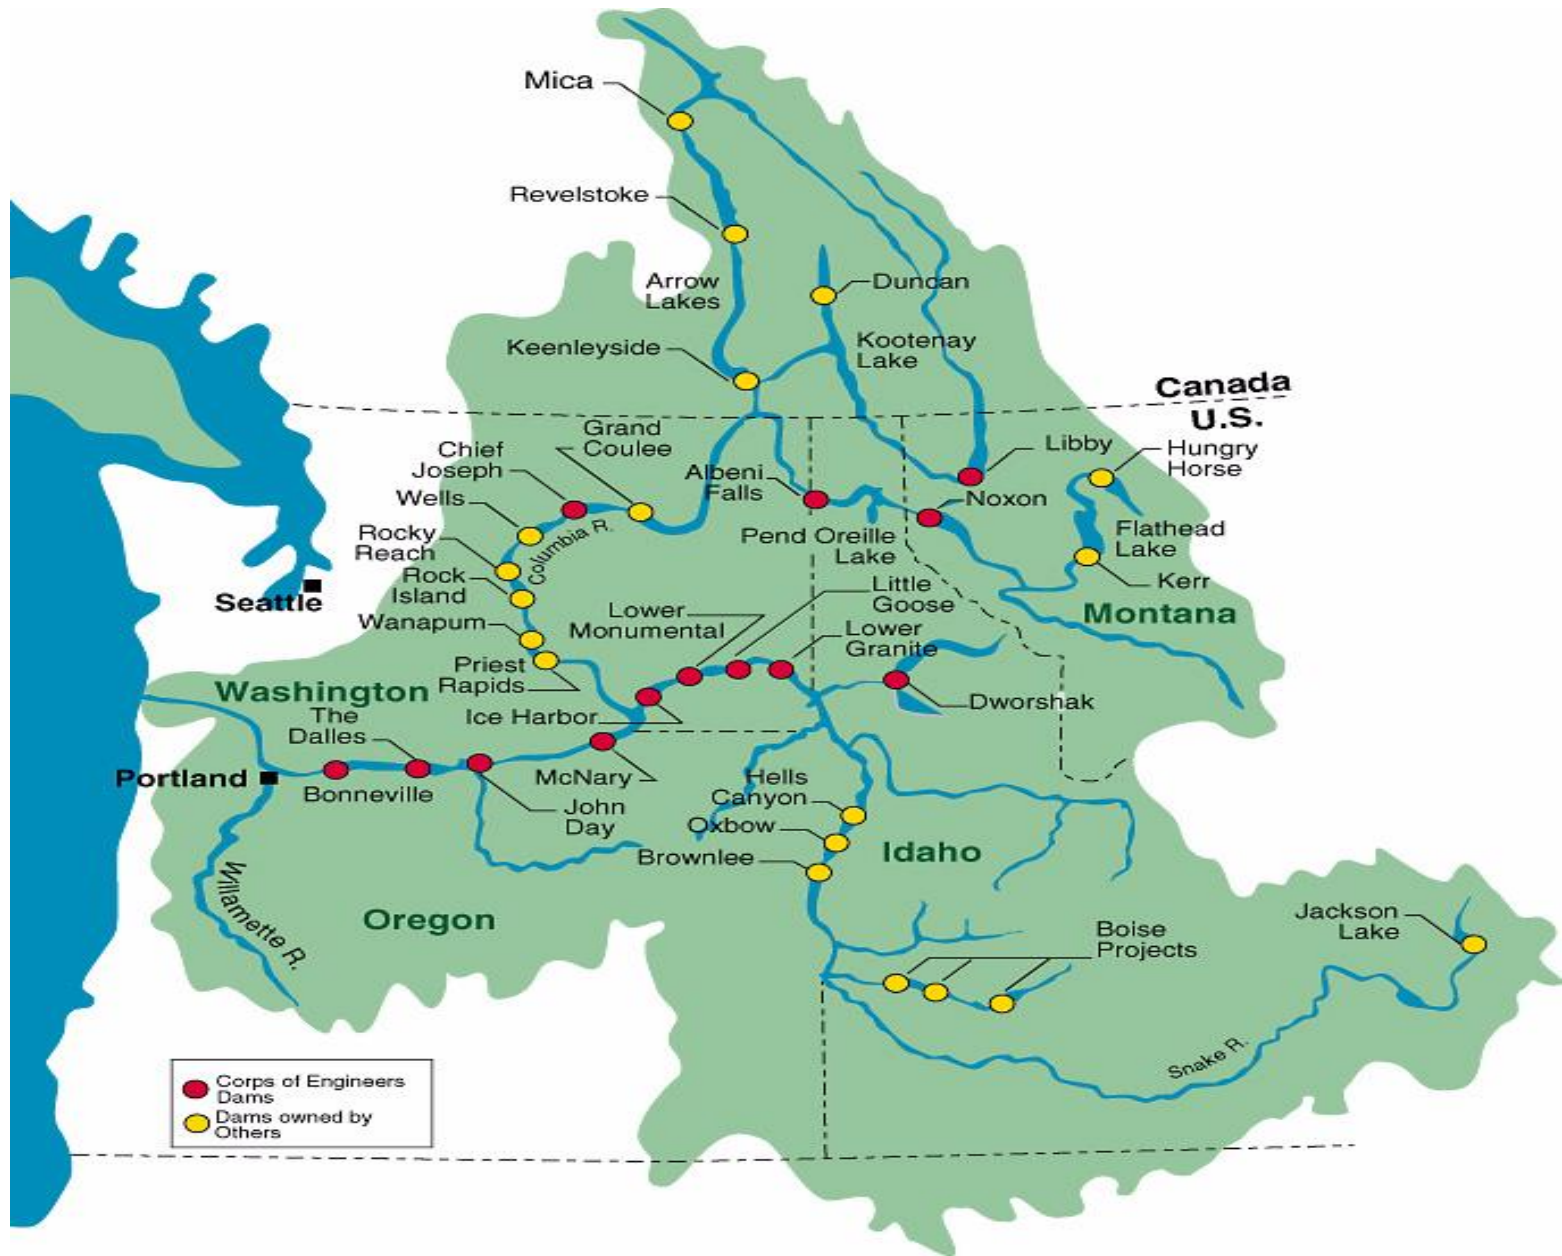 Mica
Revelstoke
Arrow
Lakes
Duncan
Keenleyside
Kootenay
Lake
Canada
U.S.
Grand
Coulee
Chief
Joseph
Libby
Hungry
Horse
Albeni
Falls
Wells
Noxon
Rocky
Reach
Columbia R.
Pend Oreille
Lake
Flathead
Lake
Rock
Island
Kerr
Little
Goose
Seattle
Lower
Monumental
Montana
Wanapum
Lower
Granite
Priest
Rapids
Washington
Dworshak
Ice Harbor
The
Dalles
Portland
McNary
Hells
Canyon
Bonneville
John
Day
Oxbow
Brownlee
Idaho
Willamette R.
Oregon
Jackson
Lake
Boise
Projects
Snake R.
Corps of Engineers
Dams
Dams owned by
Others